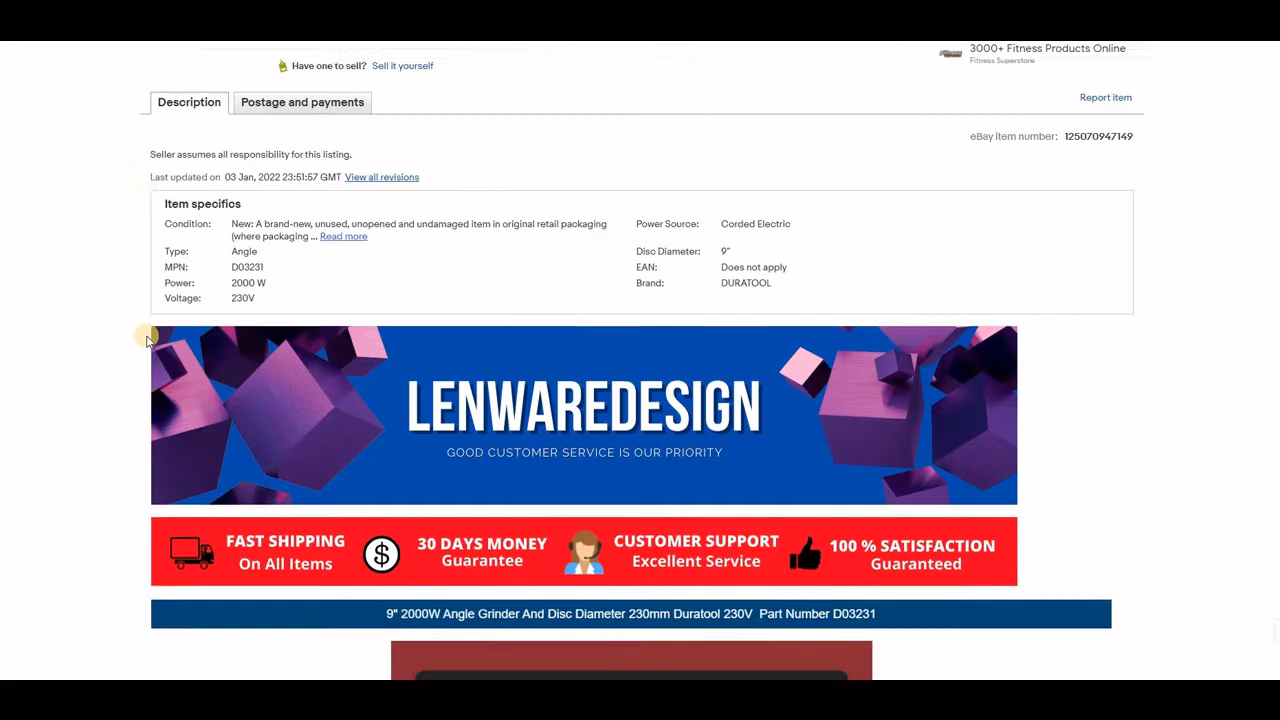 3000+ Fitness Products Online
Fitness Superstore
Have one to sell? Sell it yourself
Description
Postage and payments
Report item
eBay item number: 125070947149
Seller assumes all responsibility for this listing.
Last updated on 03 Jan, 2022 23:51:57 GMT View all revisions
Item specifics
Condition: New: A brand-new, unused, unopened and undamaged item in original retail packaging
(where packaging ... Read more
Type: Angle
MPN: D03231
Power: 2000 W
Voltage: 230V
Power Source: Corded Electric
Disc Diameter: 9"
EAN: Does not apply
Brand: DURATOOL
LENWAREDESIGN
GOOD CUSTOMER SERVICE IS OUR PRIORITY
FAST SHIPPING
On All Items
$
30 DAYS MONEY
Guarantee
CUSTOMER SUPPORT
Excellent Service
100 % SATISFACTION
Guaranteed
9" 2000W Angle Grinder And Disc Diameter 230mm Duratool 230V Part Number D03231